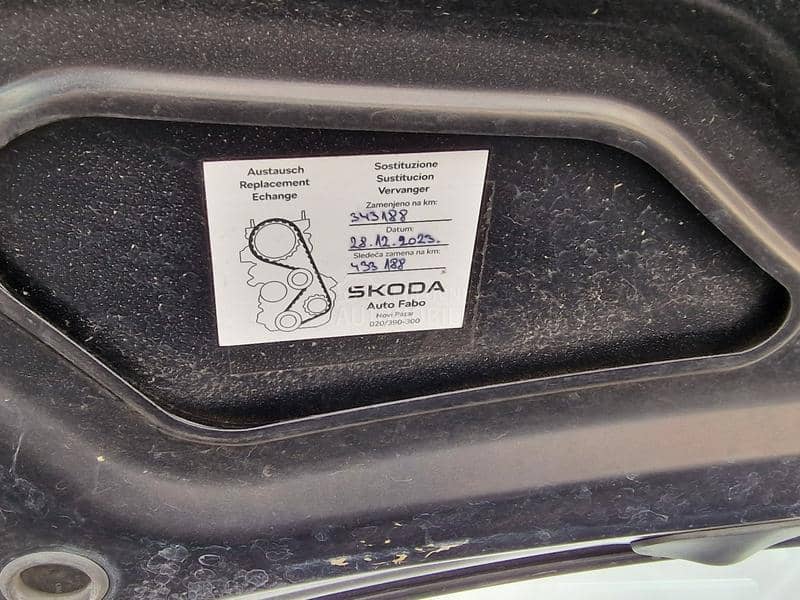 Austausch
Replacement
Echange
Sostituzione
Sustitucion
Vervanger
Zamenjeno na km:
343188
Datum:
28.12.2023.
Sledeća zamena na km:
433 188
SKODA
Auto Fabo
Novi Pazar
020/390-300